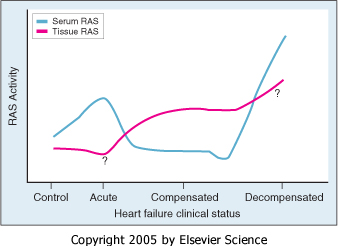 Serum RAS
Tissue RAS
RAS Activity
?
?
Control Acute Compensated Decompensated
Heart failure clinical status
Copyright 2005 by Elsevier Science